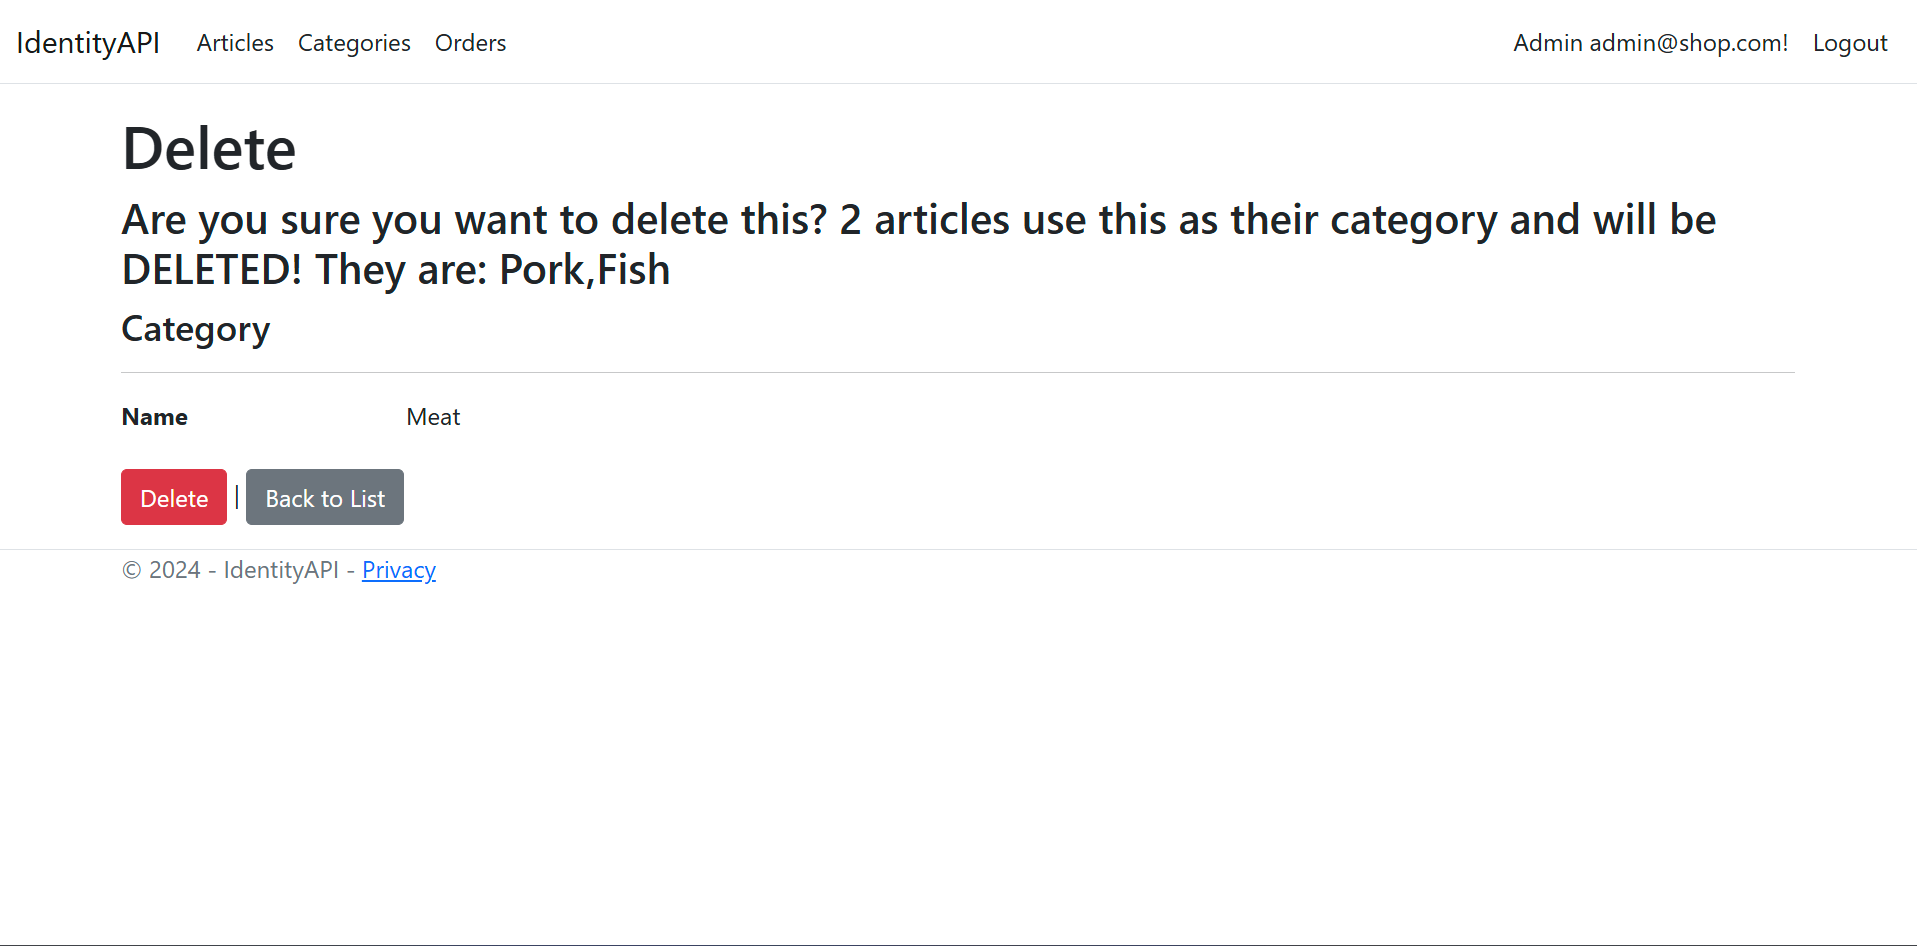 IdentityAPI Articles Categories Orders Admin admin@shop.com! Logout
Delete
Are you sure you want to delete this? 2 articles use this as their category and will be
DELETED! They are: Pork,Fish
Category
Name Meat
Delete | Back to List
© 2024 - IdentityAPI - Privacy